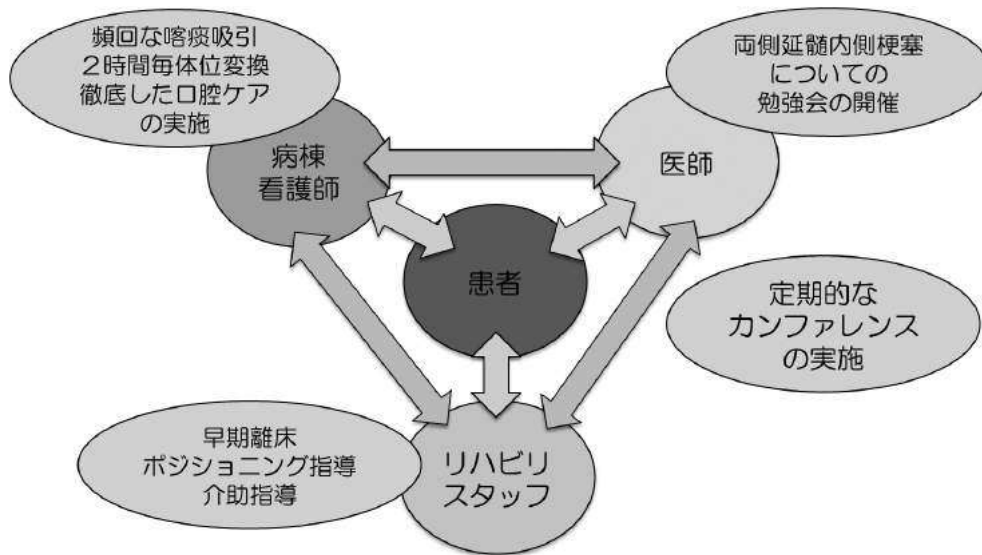 頻回な喀痰吸引
２時間毎体位変換
徹底した口腔ケア
の実施
病棟
看護師
両側延髄内側梗塞
についての
勉強会の開催
医師
患者
定期的な
カンファレンス
の実施
早期離床
ポジショニング指導
介助指導
リハビリ
スタッフ